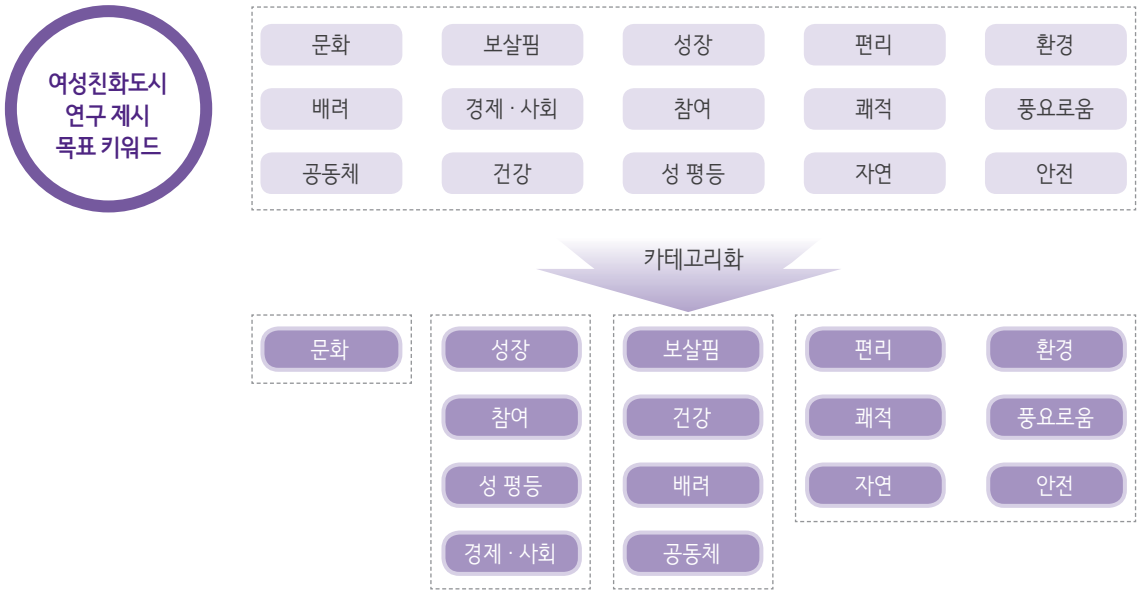 여성친화도시
연구 제시
목표 키워드
문화 보살핌 성장 편리 환경
배려 경제 · 사회 참여 쾌적 풍요로움
공동체 건강 성 평등 자연 안전
카테고리화
문화 성장 보살핌 편리 환경
참여 건강 쾌적 풍요로움
성 평등 배려 자연 안전
경제 · 사회 공동체